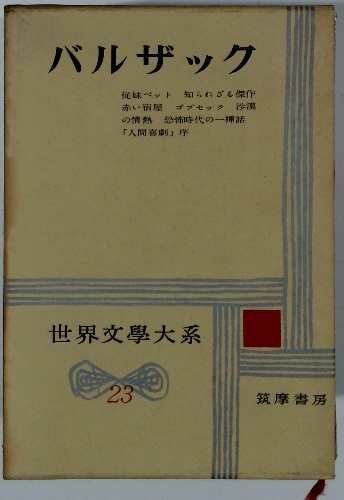 バルザック
従妹ベット 知られざる傑作
赤い宿屋 ゴプセック 沙漠
の情熱 恐怖時代の一挿話
「人間喜劇」序
世界文學大系
23
筑摩書房